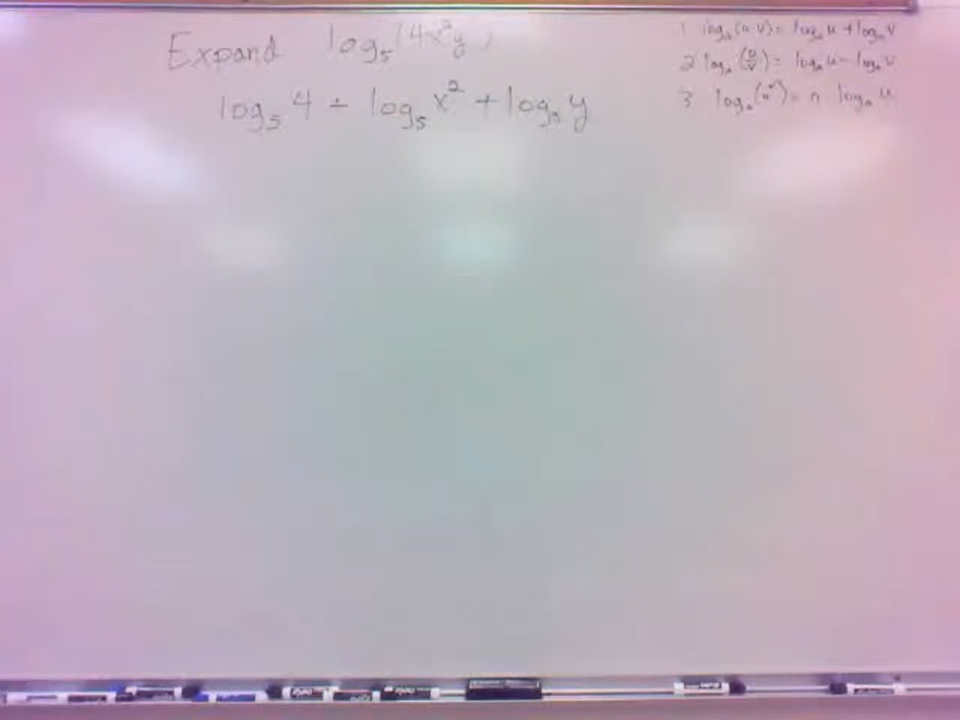 Expand log₅(4x²y)
log₅ 4 + log₅ x² + log₅ y
1 logₐ(u·v) = logₐ u + logₐ v
2 logₐ(u/v) = logₐ u − logₐ v
3 logₐ(uⁿ) = n · logₐ u